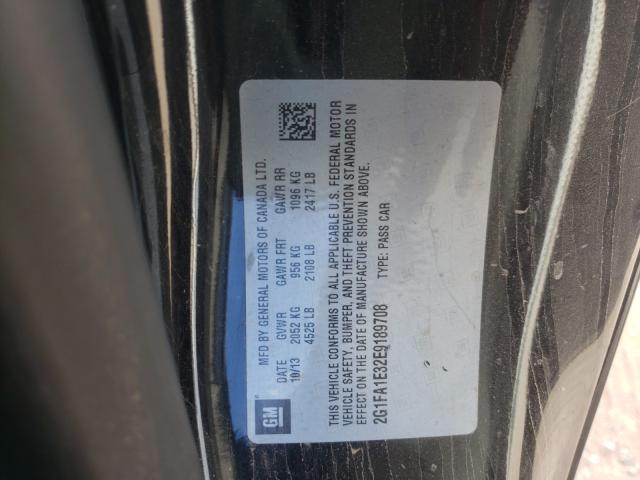 GM
MFD BY GENERAL MOTORS OF CANADA LTD.
DATE GVWR GAWR FRT GAWR RR
10/13 2052 KG 956 KG 1096 KG
4525 LB 2108 LB 2417 LB
THIS VEHICLE CONFORMS TO ALL APPLICABLE U.S. FEDERAL MOTOR
VEHICLE SAFETY, BUMPER, AND THEFT PREVENTION STANDARDS IN
EFFECT ON THE DATE OF MANUFACTURE SHOWN ABOVE.
2G1FA1E32E9189708 TYPE: PASS CAR